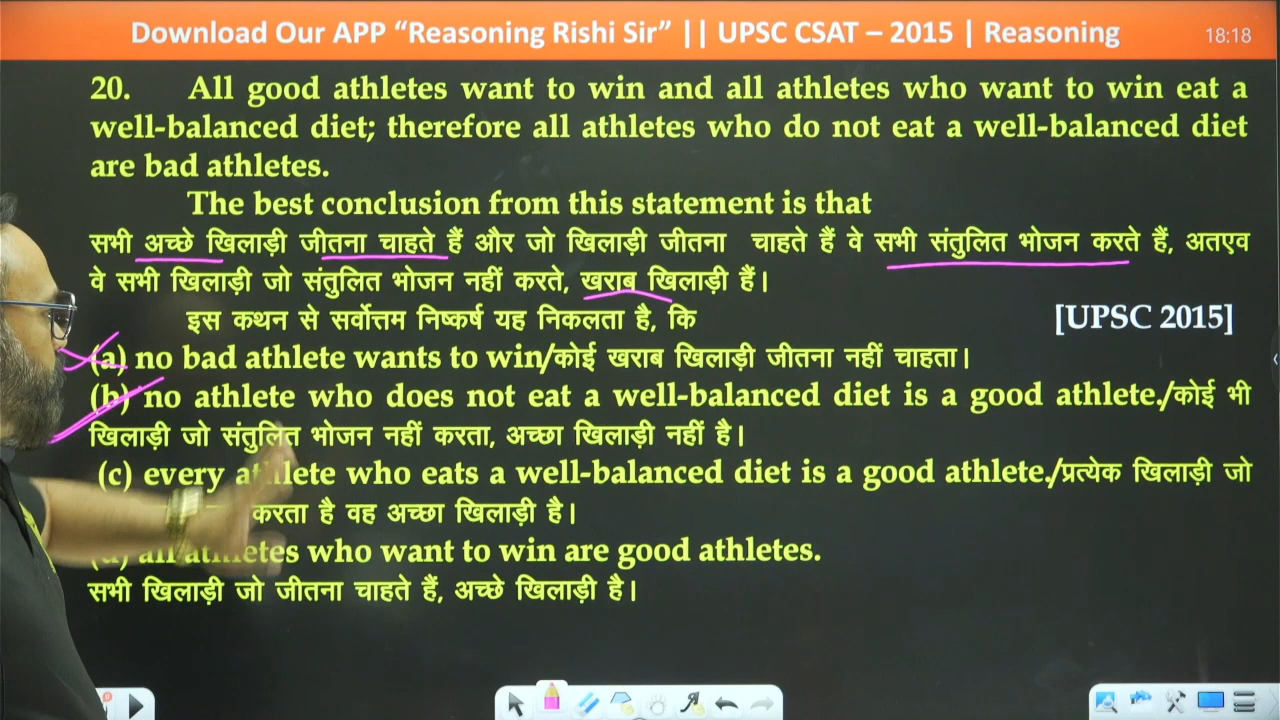 Download Our APP “Reasoning Rishi Sir” || UPSC CSAT – 2015 | Reasoning
18:18
20. All good athletes want to win and all athletes who want to win eat a
well-balanced diet; therefore all athletes who do not eat a well-balanced diet
are bad athletes.
The best conclusion from this statement is that
सभी अच्छे खिलाड़ी जीतना चाहते हैं और जो खिलाड़ी जीतना चाहते हैं वे सभी संतुलित भोजन करते हैं, अतएव
वे सभी खिलाड़ी जो संतुलित भोजन नहीं करते, खराब खिलाड़ी हैं।
इस कथन से सर्वोत्तम निष्कर्ष यह निकलता है, कि [UPSC 2015]
(a) no bad athlete wants to win/कोई खराब खिलाड़ी जीतना नहीं चाहता।
(b) no athlete who does not eat a well-balanced diet is a good athlete./कोई भी
खिलाड़ी जो संतुलित भोजन नहीं करता, अच्छा खिलाड़ी नहीं है।
(c) every athlete who eats a well-balanced diet is a good athlete./प्रत्येक खिलाड़ी जो
करता है वह अच्छा खिलाड़ी है।
all athletes who want to win are good athletes.
सभी खिलाड़ी जो जीतना चाहते हैं, अच्छे खिलाड़ी है।